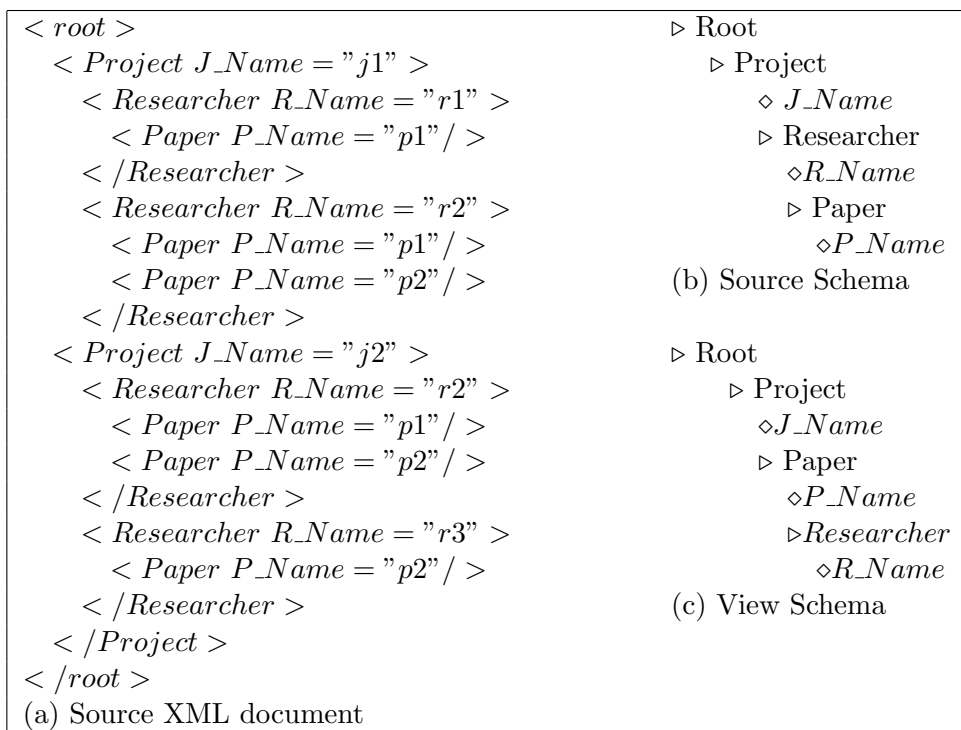 < root >
< Project J_Name = ”j1” >
< Researcher R_Name = ”r1” >
< Paper P_Name = ”p1”/ >
< /Researcher >
< Researcher R_Name = ”r2” >
< Paper P_Name = ”p1”/ >
< Paper P_Name = ”p2”/ >
< /Researcher >
< Project J_Name = ”j2” >
< Researcher R_Name = ”r2” >
< Paper P_Name = ”p1”/ >
< Paper P_Name = ”p2”/ >
< /Researcher >
< Researcher R_Name = ”r3” >
< Paper P_Name = ”p2”/ >
< /Researcher >
< /Project >
< /root >
(a) Source XML document
▷ Root
▷ Project
⋄ J_Name
▷ Researcher
⋄R_Name
▷ Paper
⋄P_Name
(b) Source Schema
▷ Root
▷ Project
⋄J_Name
▷ Paper
⋄P_Name
▷Researcher
⋄R_Name
(c) View Schema